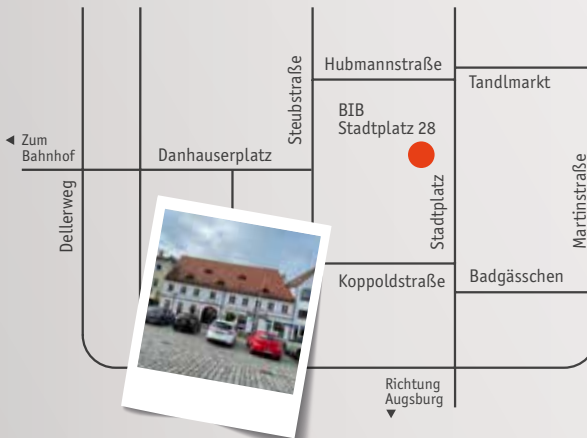 Hubmannstraße
Tandlmarkt
Steubstraße
BIB
Stadtplatz 28
◄ Zum
Bahnhof
Danhauserplatz
Dellerweg
Stadtplatz
Martinstraße
Koppoldstraße
Badgässchen
Richtung
Augsburg
▼